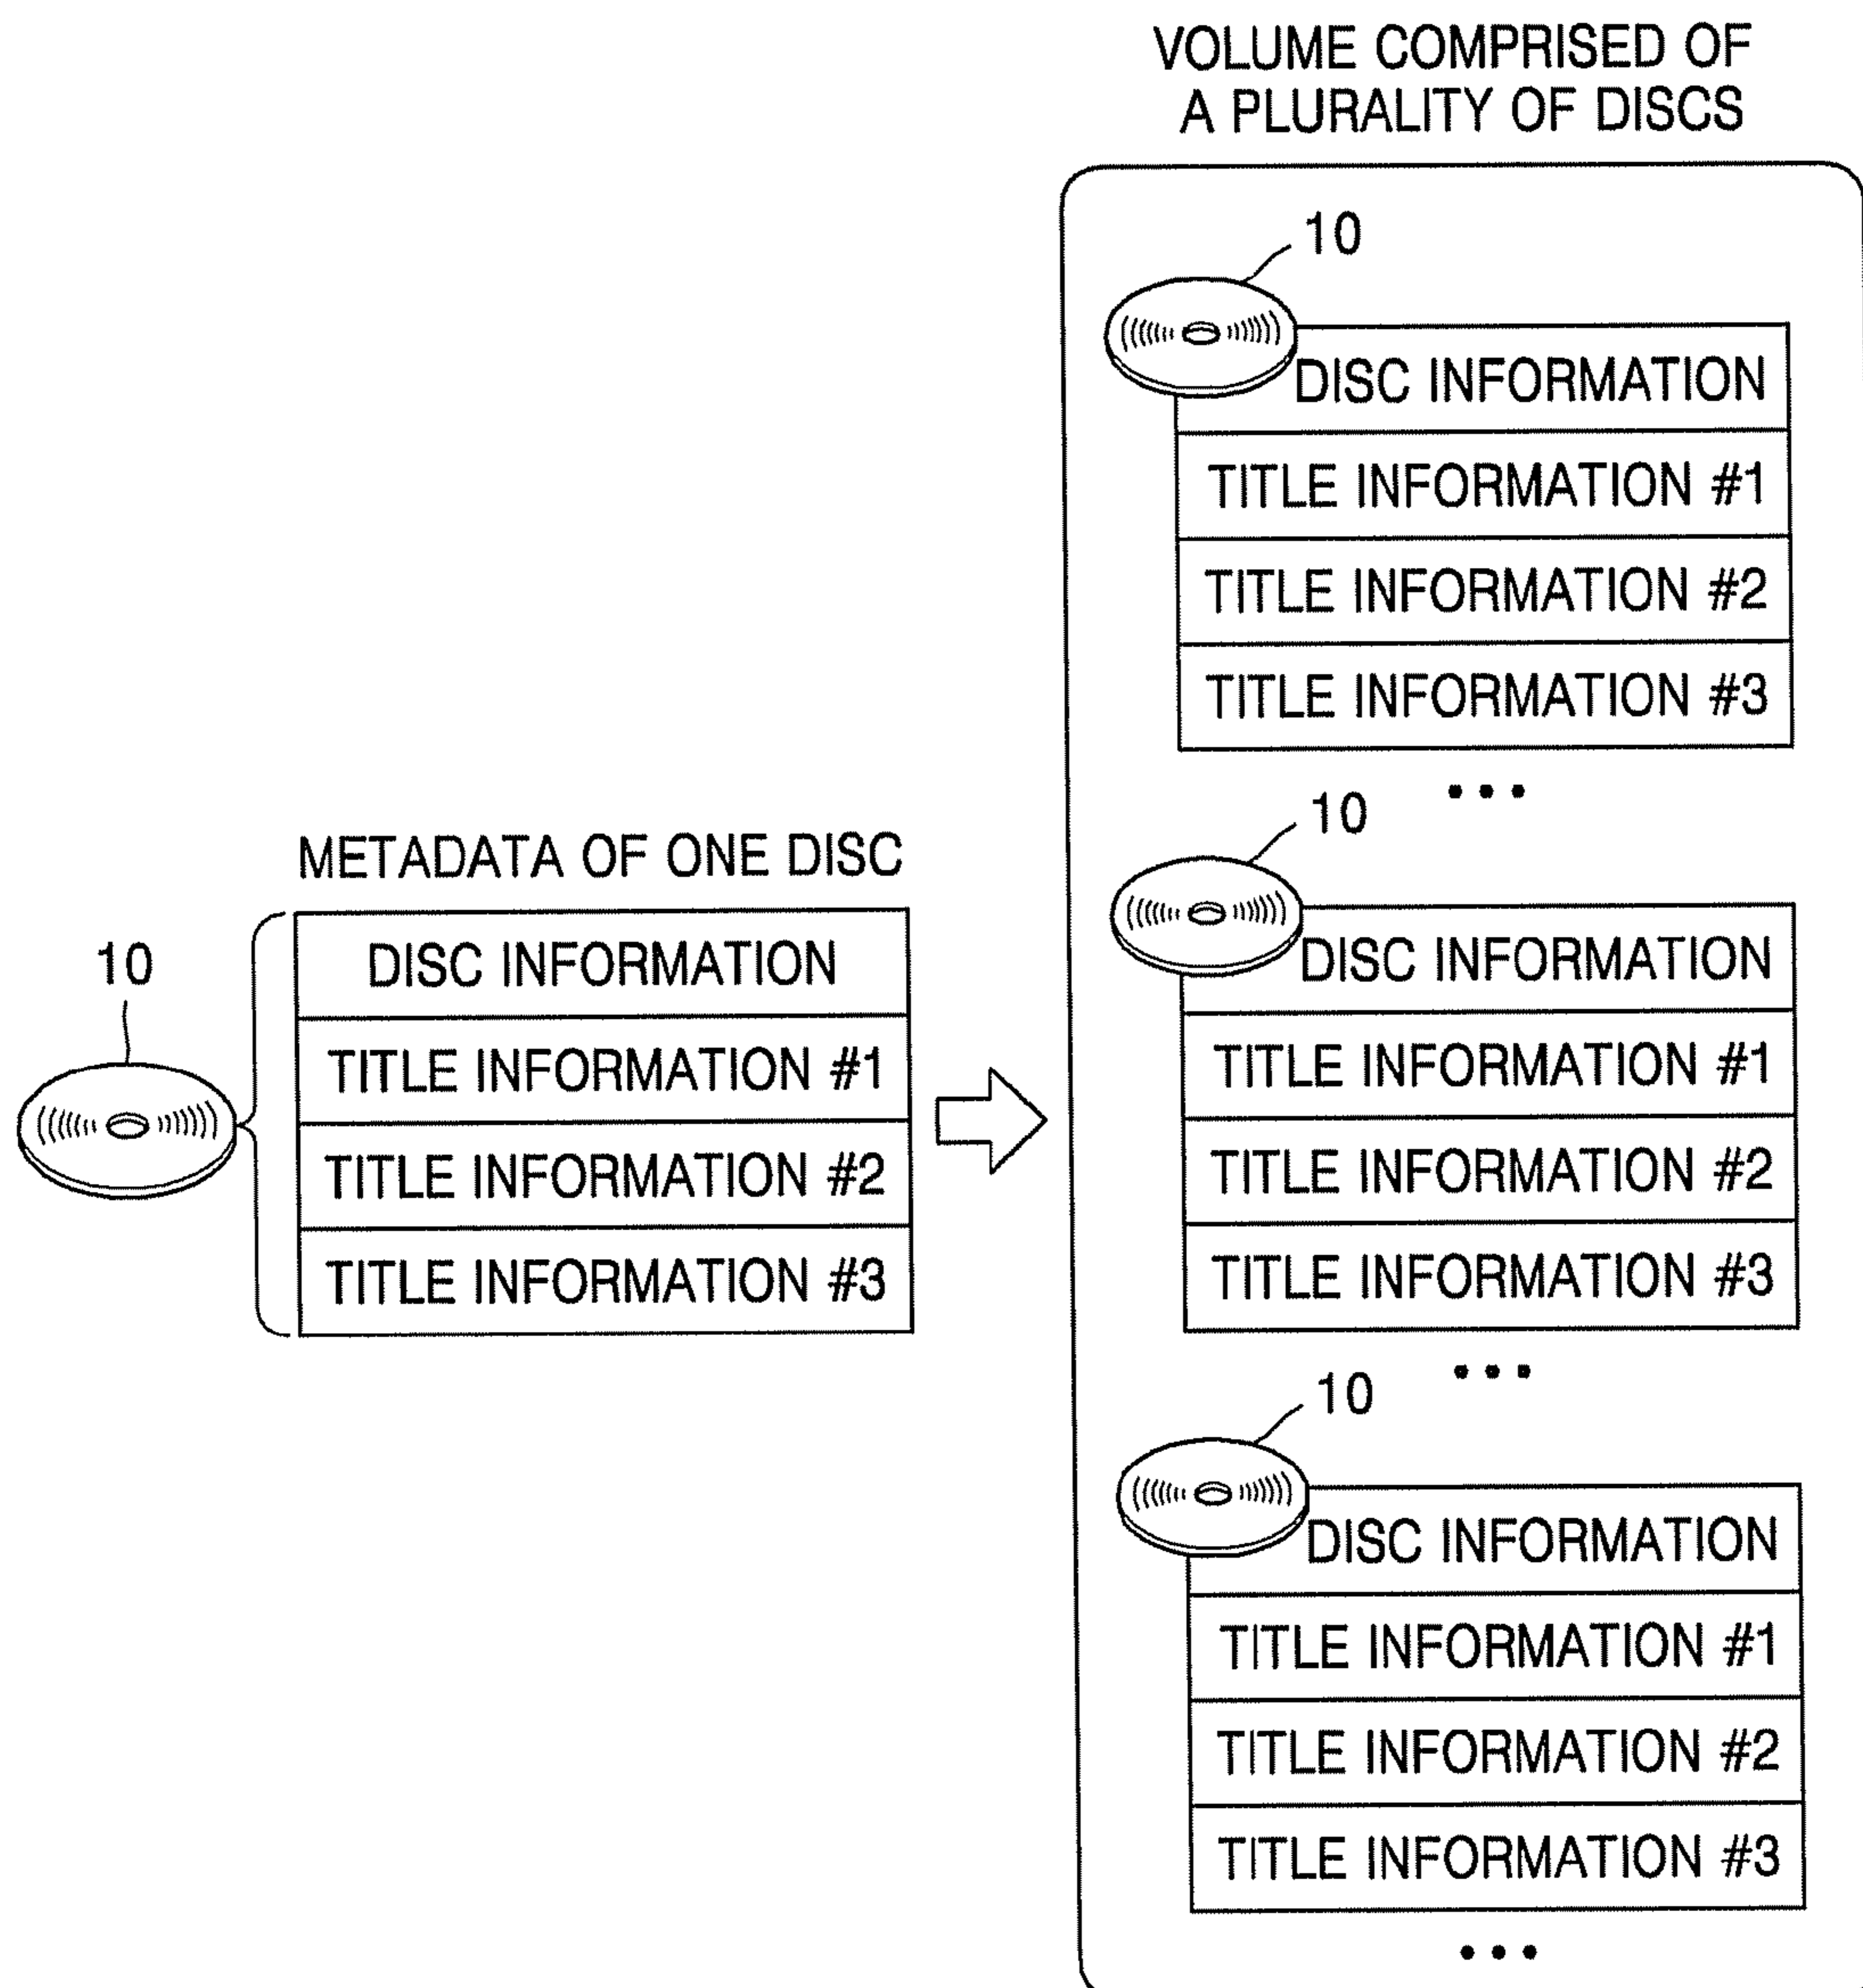 VOLUME COMPRISED OF
A PLURALITY OF DISCS
10
DISC INFORMATION
TITLE INFORMATION #1
TITLE INFORMATION #2
TITLE INFORMATION #3
...
10
DISC INFORMATION
TITLE INFORMATION #1
TITLE INFORMATION #2
TITLE INFORMATION #3
...
10
DISC INFORMATION
TITLE INFORMATION #1
TITLE INFORMATION #2
TITLE INFORMATION #3
...
METADATA OF ONE DISC
10
DISC INFORMATION
TITLE INFORMATION #1
TITLE INFORMATION #2
TITLE INFORMATION #3